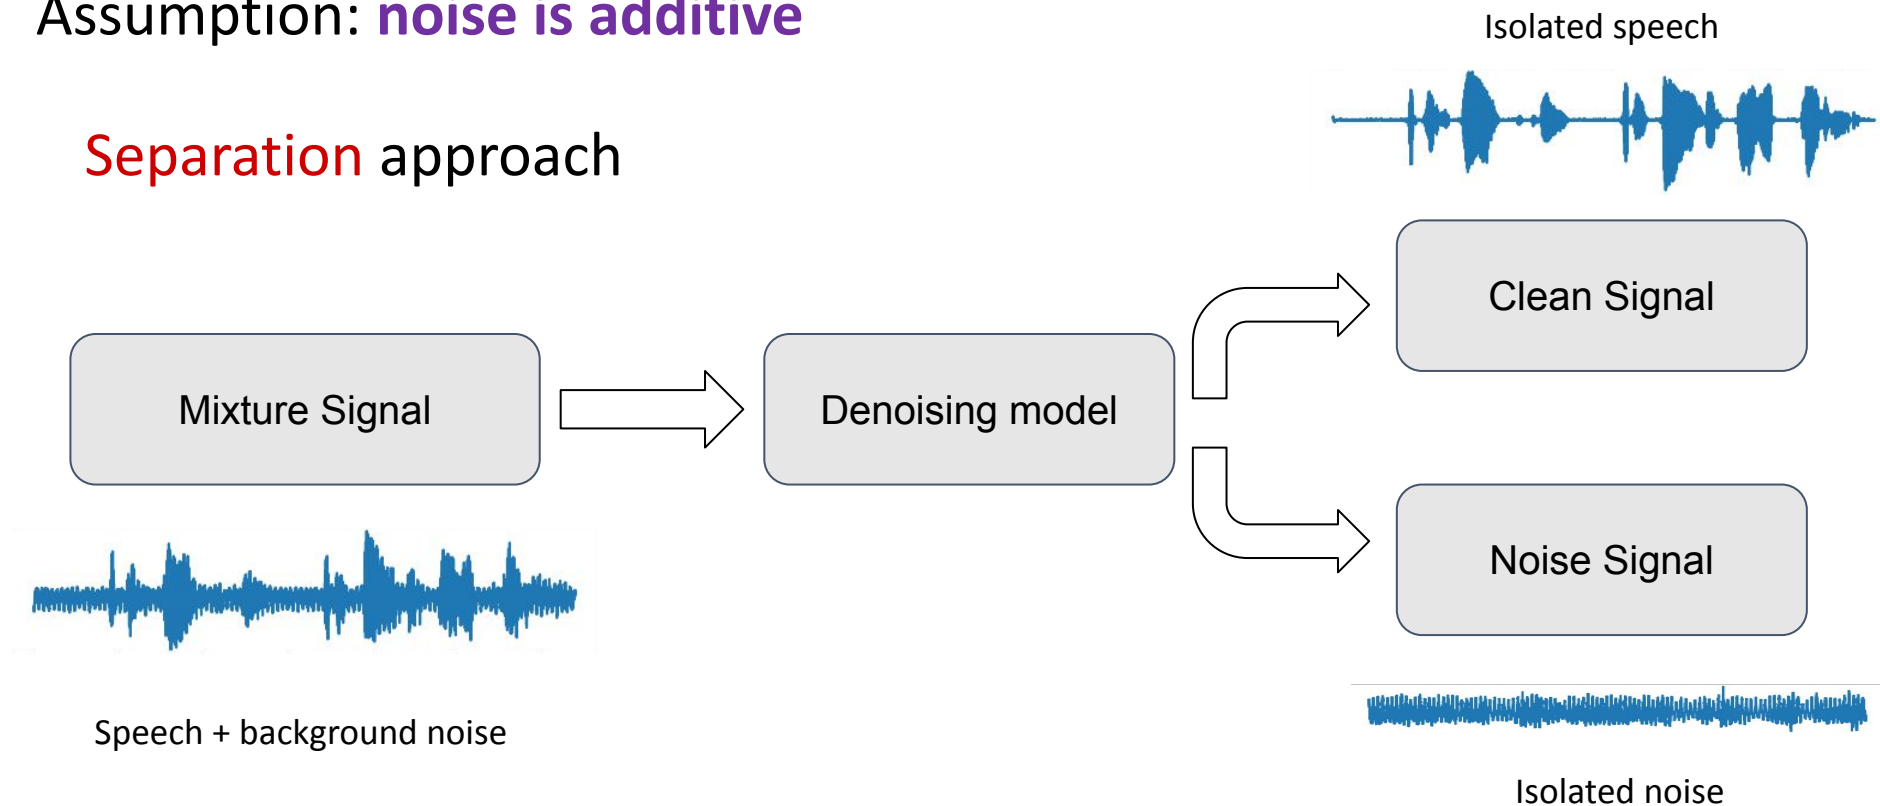 Assumption: noise is additive
Isolated speech
Separation approach
Clean Signal
Mixture Signal
Denoising model
Noise Signal
Speech + background noise
Isolated noise